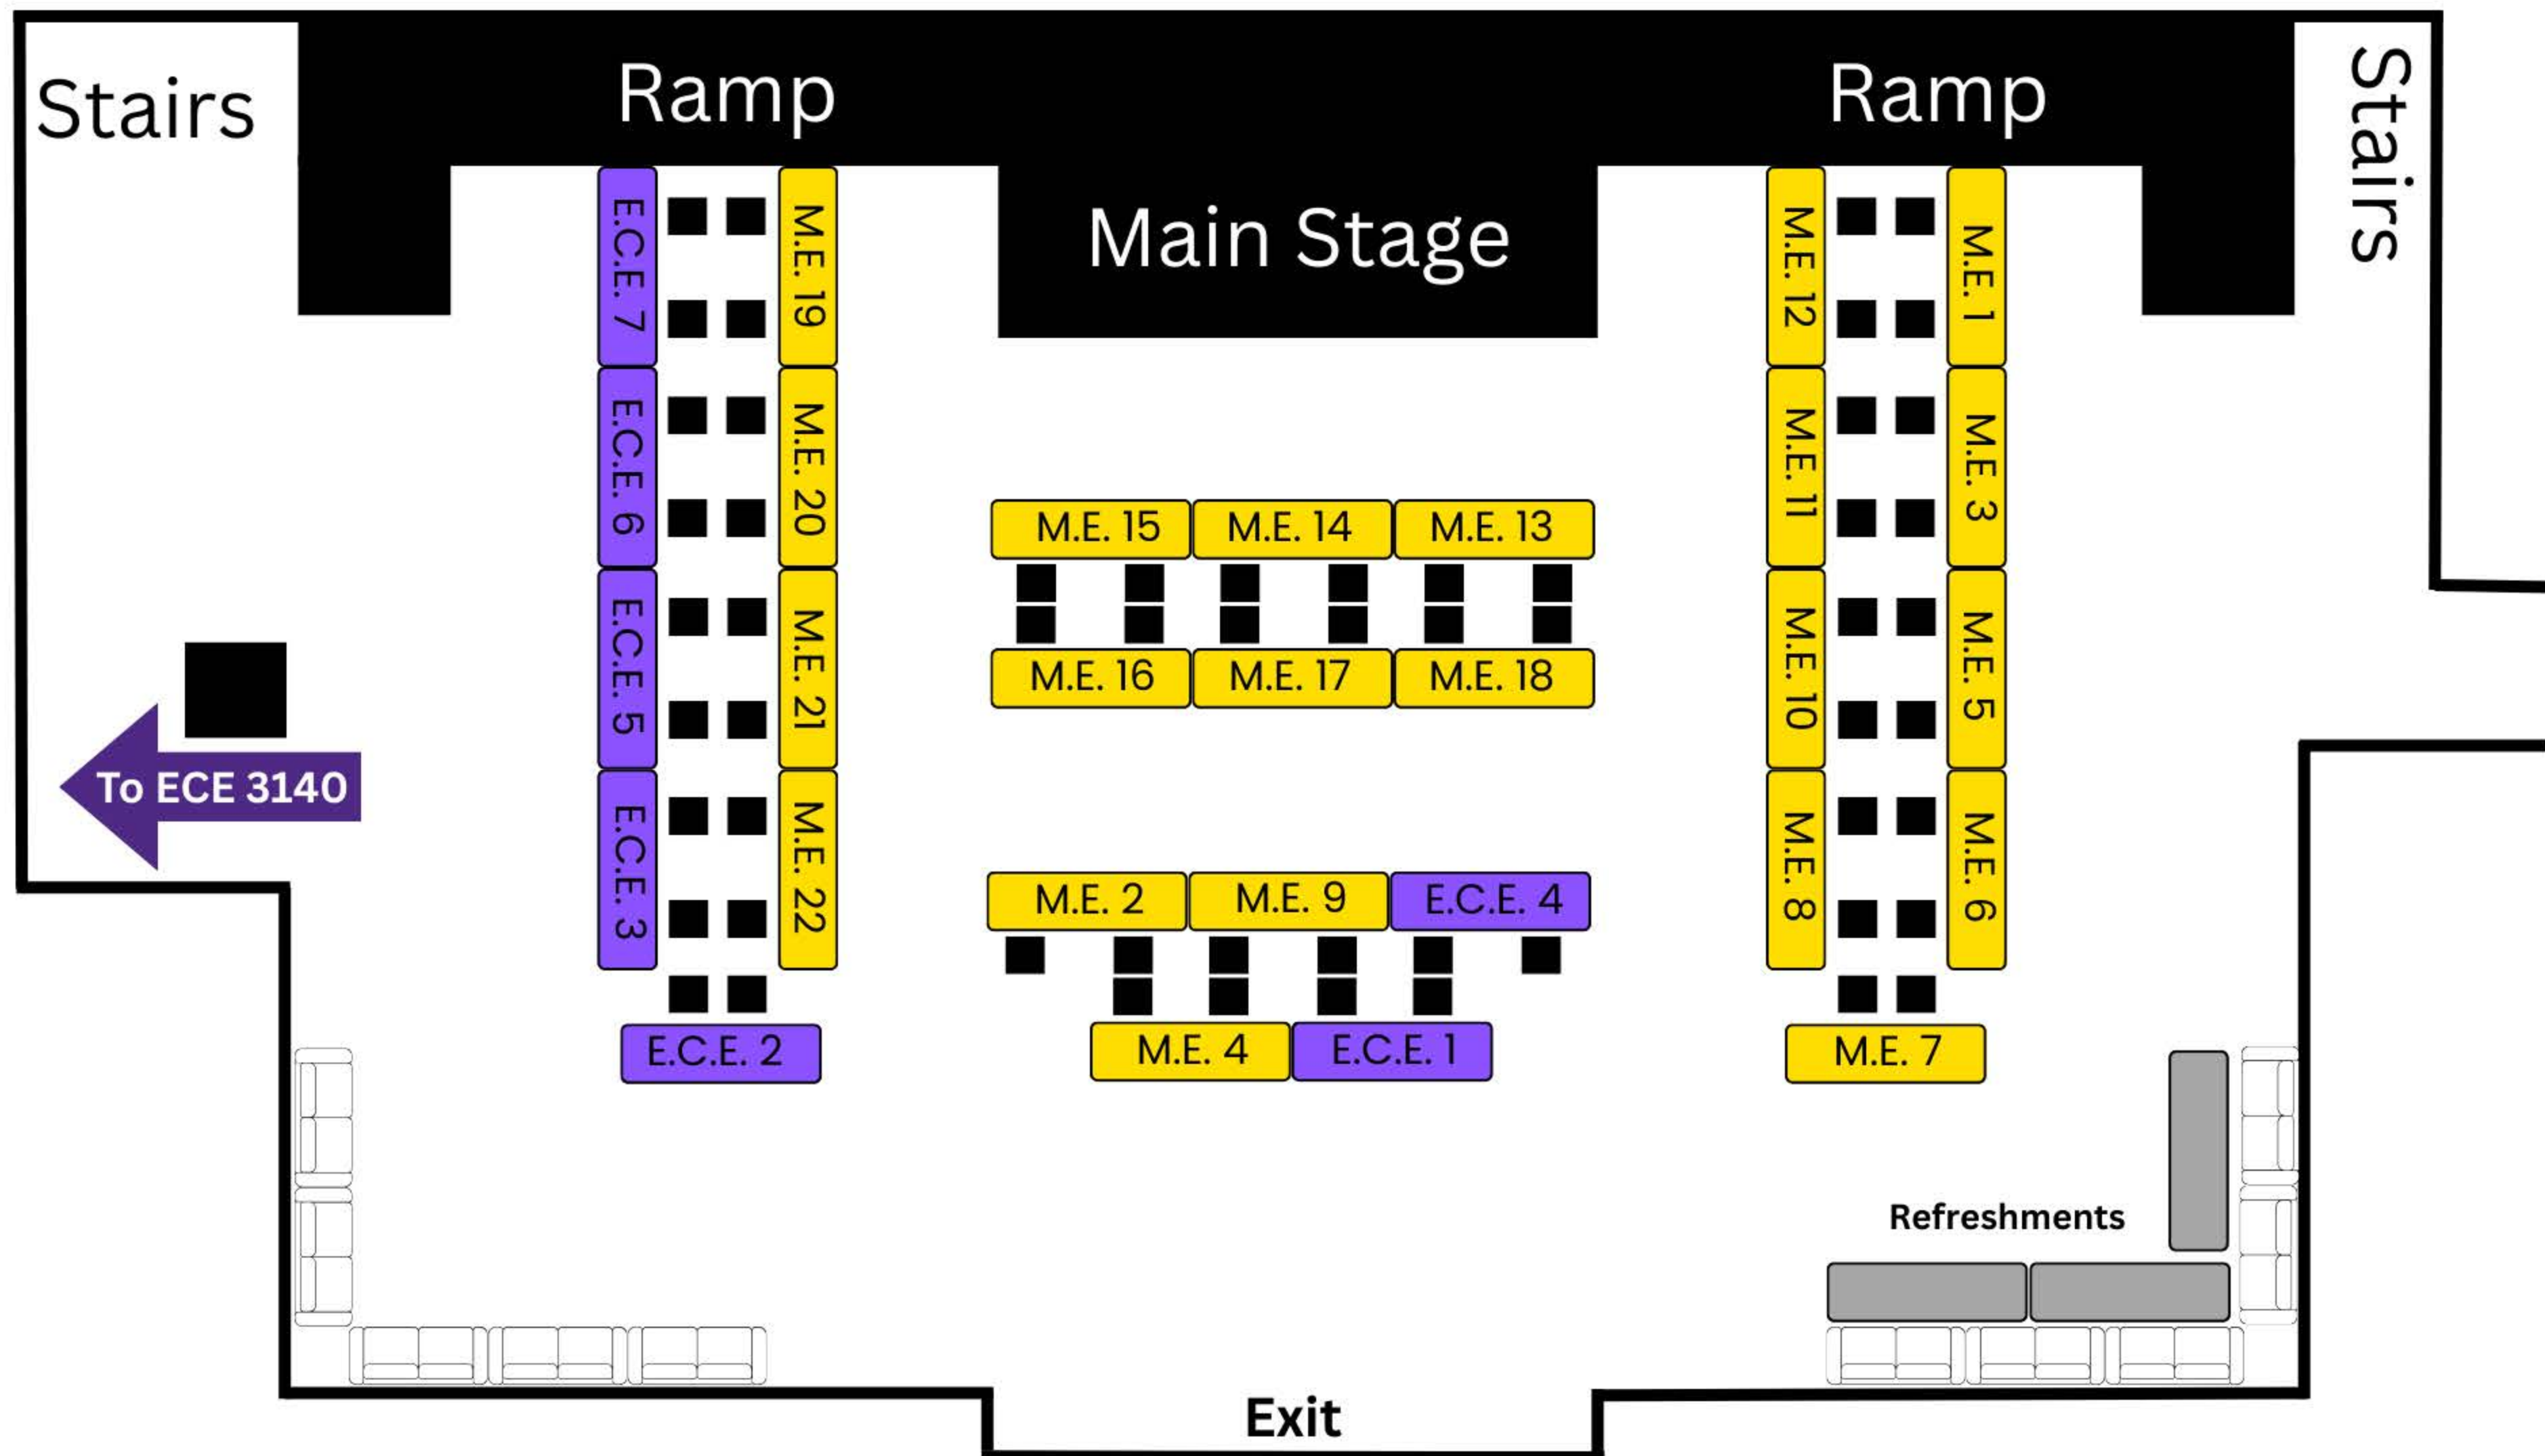 Stairs
Ramp
Ramp
Stairs
Main Stage
E.C.E. 7
M.E. 19
M.E. 12
M.E. 1
E.C.E. 6
M.E. 20
M.E. 11
M.E. 3
M.E. 15
M.E. 14
M.E. 13
E.C.E. 5
M.E. 21
M.E. 16
M.E. 17
M.E. 18
M.E. 10
M.E. 5
To ECE 3140
E.C.E. 3
M.E. 22
M.E. 2
M.E. 9
E.C.E. 4
M.E. 8
M.E. 6
E.C.E. 2
M.E. 4
E.C.E. 1
M.E. 7
Refreshments
Exit